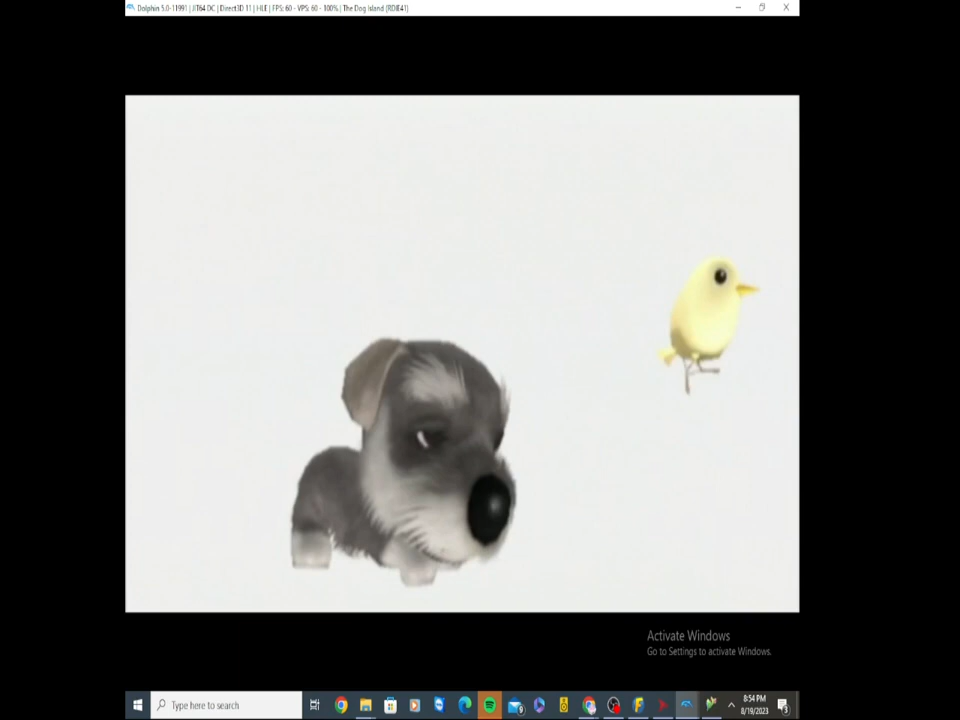 Dolphin 5.0-11991 | JIT64 DC | Direct3D 11 | HLE | FPS: 60 - VPS: 60 - 100% | The Dog Island (RDIE41)
Activate Windows
Go to Settings to activate Windows.
Type here to search
8:54 PM
8/19/2023